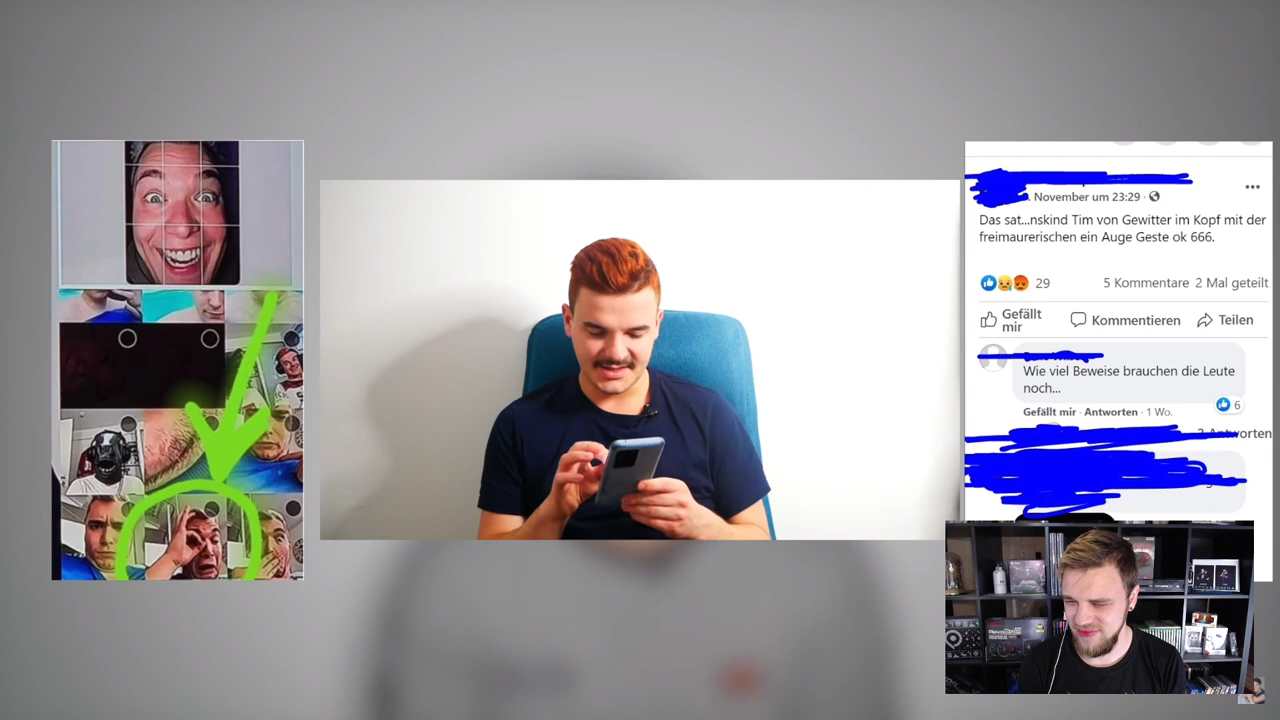 . November um 23:29 ·
Das sat...nskind Tim von Gewitter im Kopf mit der
freimaurerischen ein Auge Geste ok 666.
29
5 Kommentare 2 Mal geteilt
Gefällt
mir
Kommentieren
Teilen
Wie viel Beweise brauchen die Leute
noch...
6
Gefällt mir · Antworten · 1 Wo.
Antworten